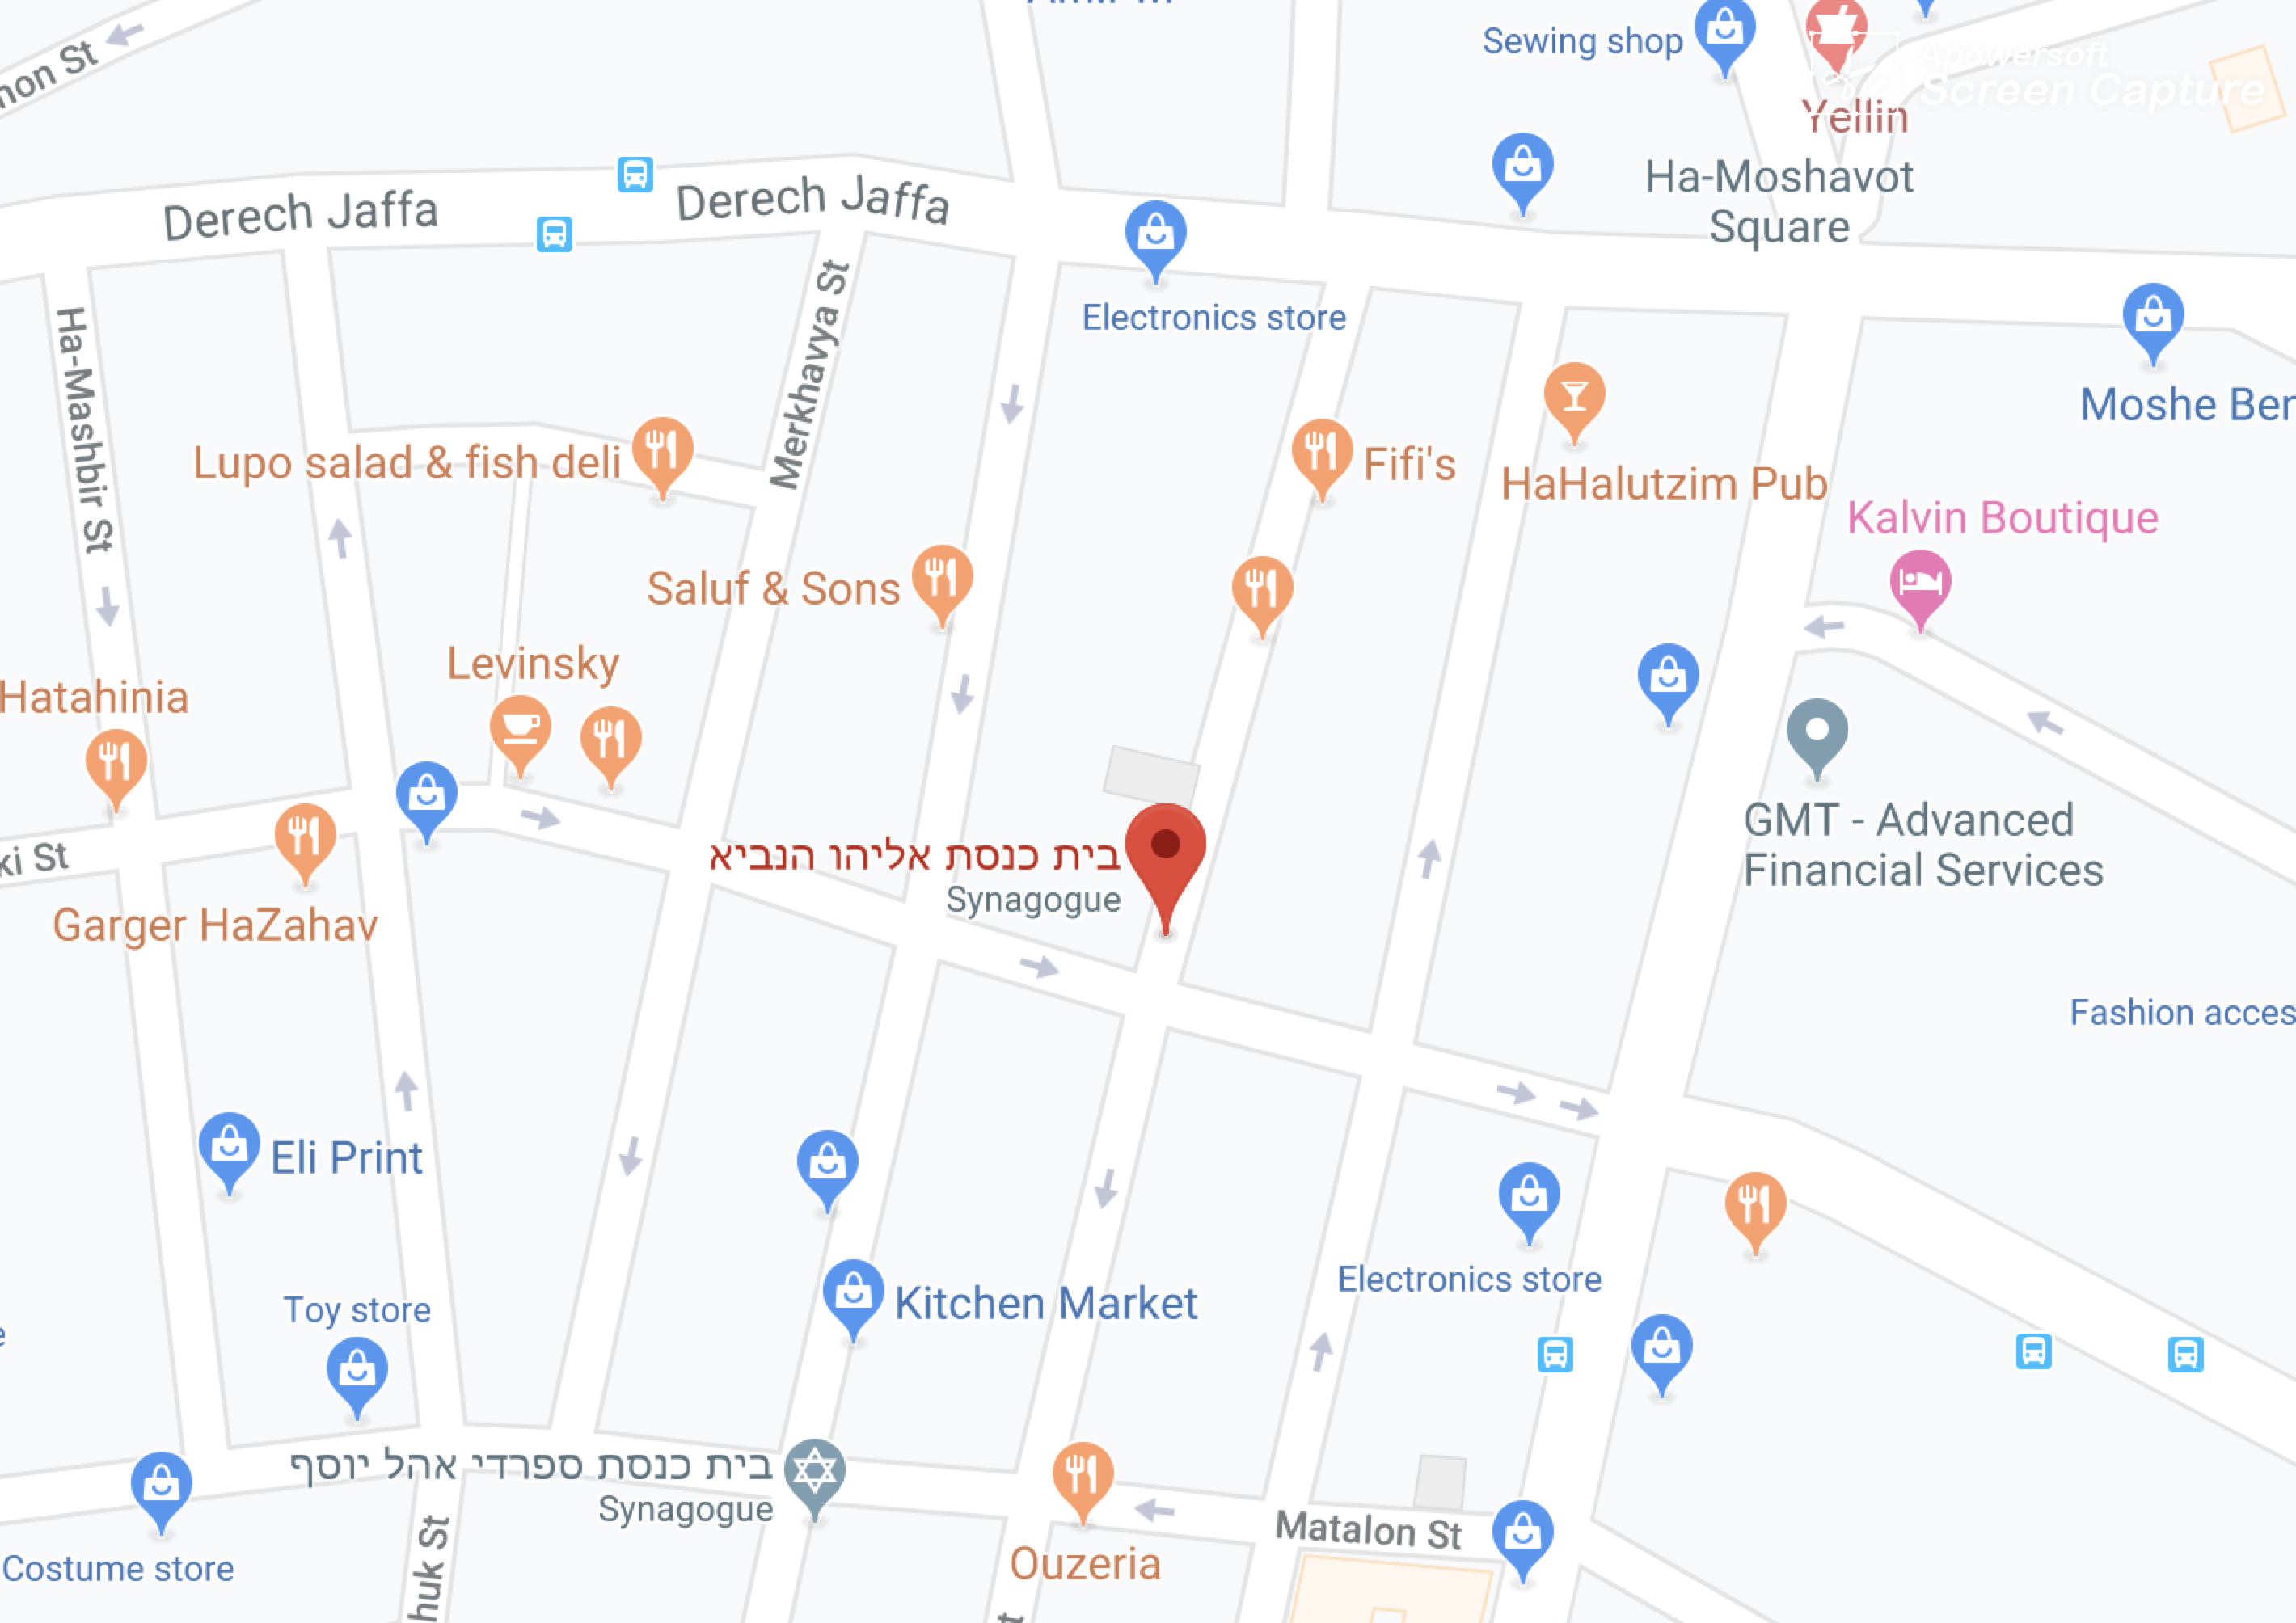 Sewing shop
Apowersoft
Screen Capture
Yellin
Ha-Moshavot
Square
Derech Jaffa
Derech Jaffa
Electronics store
Merkhavya St
Ha-Mashbir St
Moshe Ber
Lupo salad & fish deli
Fifi's
HaHalutzim Pub
Kalvin Boutique
Saluf & Sons
Levinsky
Hatahinia
GMT - Advanced
Financial Services
בית כנסת אליהו הנביא
Synagogue
ki St
Garger HaZahav
Fashion acces
Eli Print
Electronics store
Kitchen Market
Toy store
בית כנסת ספרדי אהל יוסף
Synagogue
Matalon St
Ouzeria
Costume store
huk St